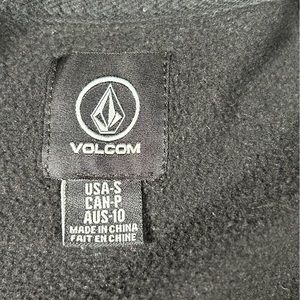 VOLCOM
USA-S
CAN-P
AUS-10
MADE IN CHINA
FAIT EN CHINE